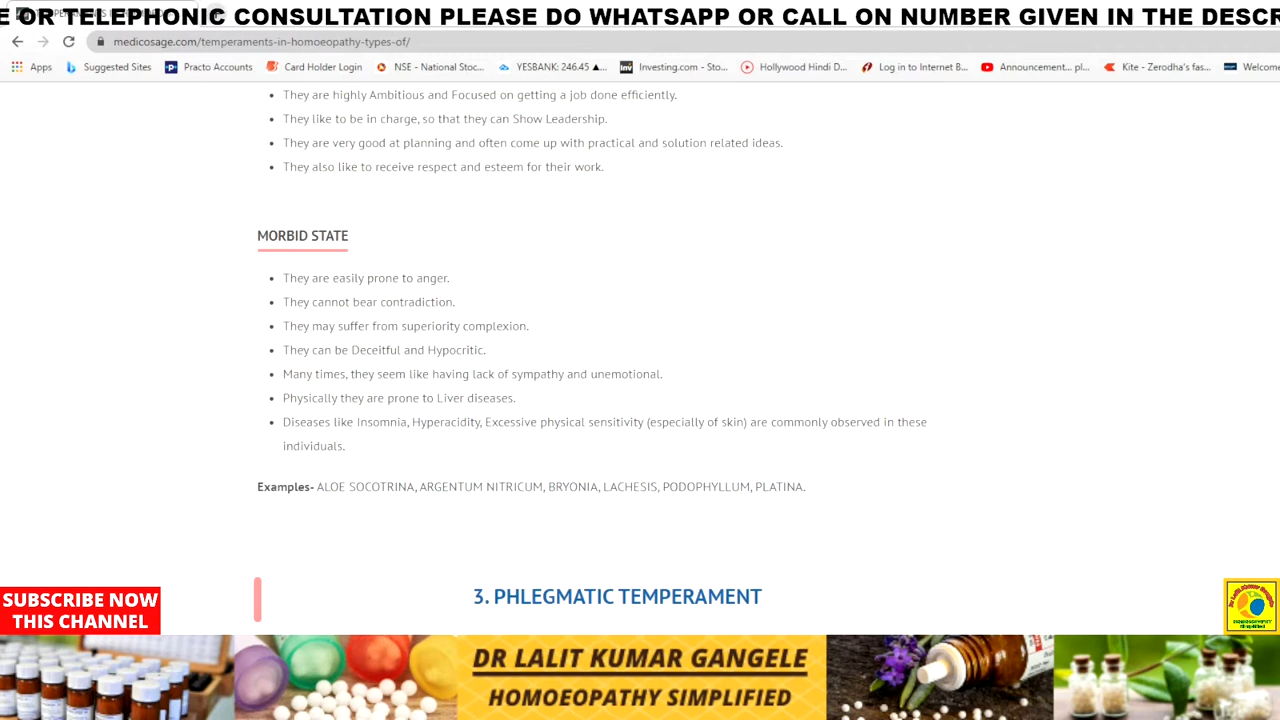 E OR TELEPHONIC CONSULTATION PLEASE DO WHATSAPP OR CALL ON NUMBER GIVEN IN THE DESCR
medicosage.com/temperaments-in-homoeopathy-types-of/
Apps Suggested Sites Practo Accounts Card Holder Login NSE - National Stoc... YESBANK: 246.45 ▲... Investing.com - Sto... Hollywood Hindi D... Log in to Internet B... Announcement... pl... Kite - Zerodha's fas... Welcome
• They are highly Ambitious and Focused on getting a job done efficiently.
• They like to be in charge, so that they can Show Leadership.
• They are very good at planning and often come up with practical and solution related ideas.
• They also like to receive respect and esteem for their work.
MORBID STATE
• They are easily prone to anger.
• They cannot bear contradiction.
• They may suffer from superiority complexion.
• They can be Deceitful and Hypocritic.
• Many times, they seem like having lack of sympathy and unemotional.
• Physically they are prone to Liver diseases.
• Diseases like Insomnia, Hyperacidity, Excessive physical sensitivity (especially of skin) are commonly observed in these
individuals.
Examples- ALOE SOCOTRINA, ARGENTUM NITRICUM, BRYONIA, LACHESIS, PODOPHYLLUM, PLATINA.
3. PHLEGMATIC TEMPERAMENT
SUBSCRIBE NOW
THIS CHANNEL
DR LALIT KUMAR GANGELE
HOMOEOPATHY SIMPLIFIED